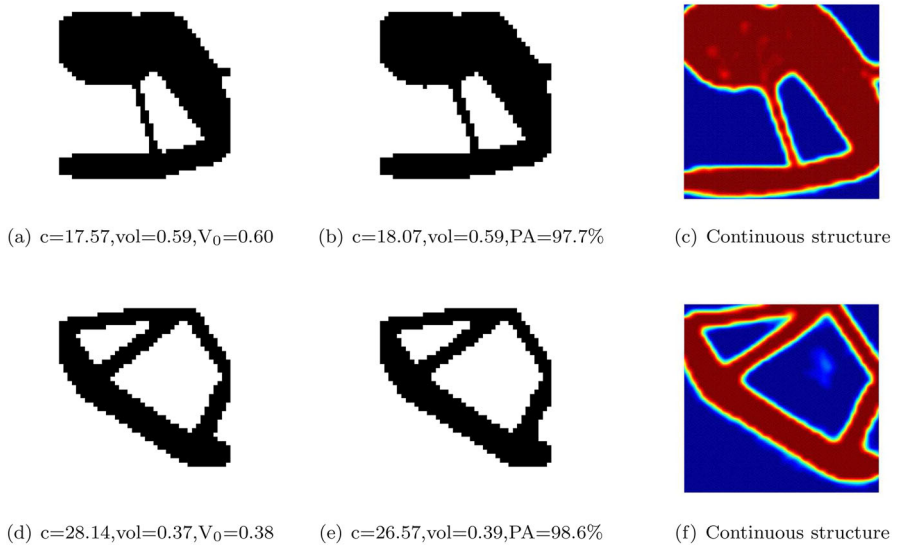 (a) c=17.57,vol=0.59,V₀=0.60
(b) c=18.07,vol=0.59,PA=97.7%
(c) Continuous structure
(d) c=28.14,vol=0.37,V₀=0.38
(e) c=26.57,vol=0.39,PA=98.6%
(f) Continuous structure